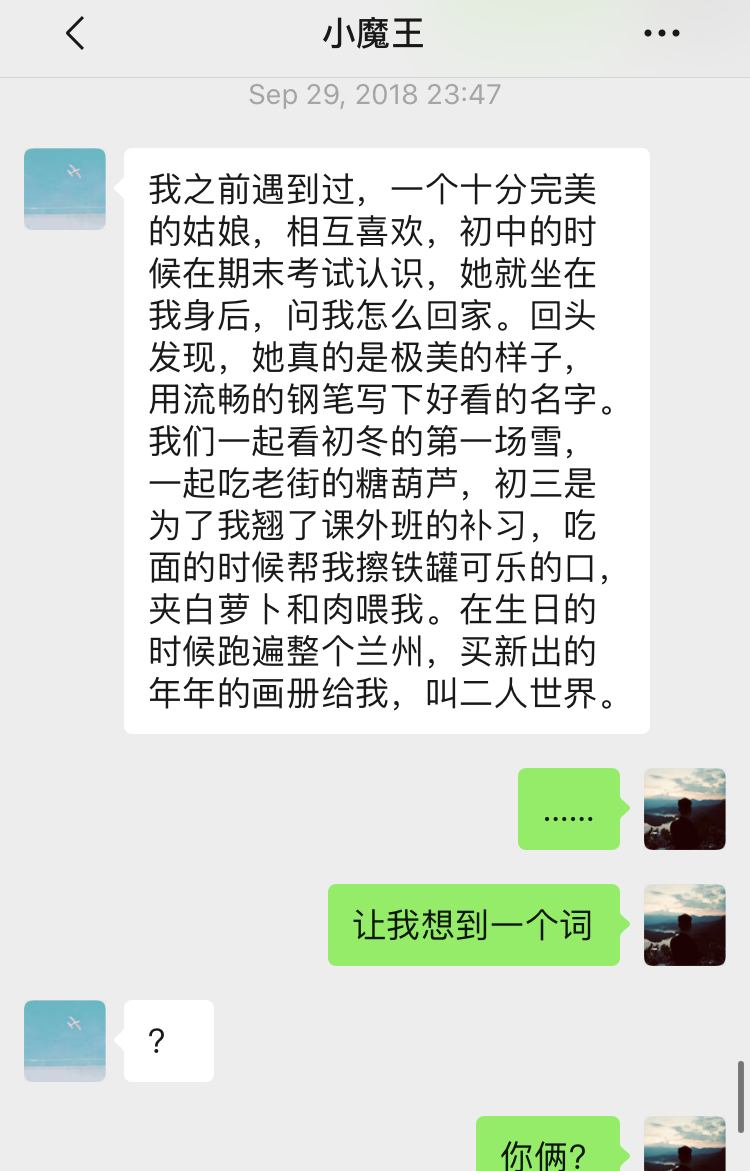 小魔王
Sep 29, 2018 23:47
我之前遇到过，一个十分完美
的姑娘，相互喜欢，初中的时
候在期末考试认识，她就坐在
我身后，问我怎么回家。回头
发现，她真的是极美的样子，
用流畅的钢笔写下好看的名字。
我们一起看初冬的第一场雪，
一起吃老街的糖葫芦，初三是
为了我翘了课外班的补习，吃
面的时候帮我擦铁罐可乐的口，
夹白萝卜和肉喂我。在生日的
时候跑遍整个兰州，买新出的
年年的画册给我，叫二人世界。
......
让我想到一个词
?
你俩?